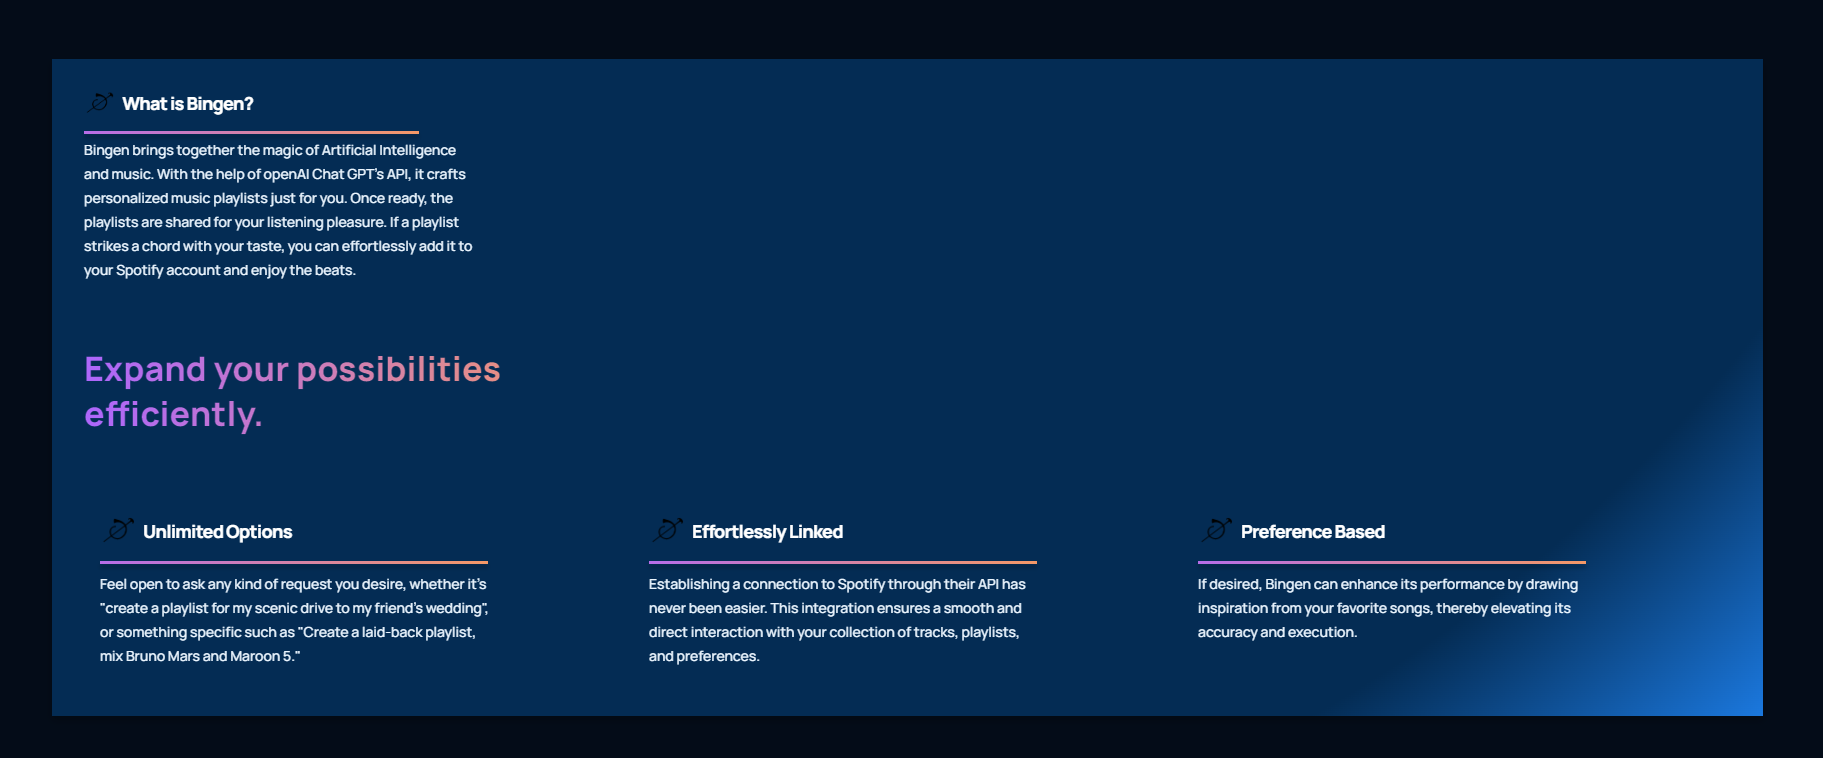 What is Bingen?
Bingen brings together the magic of Artificial Intelligence
and music. With the help of openAI Chat GPT's API, it crafts
personalized music playlists just for you. Once ready, the
playlists are shared for your listening pleasure. If a playlist
strikes a chord with your taste, you can effortlessly add it to
your Spotify account and enjoy the beats.
Expand your possibilities
efficiently.
Unlimited Options
Feel open to ask any kind of request you desire, whether it's
"create a playlist for my scenic drive to my friend's wedding",
or something specific such as "Create a laid-back playlist,
mix Bruno Mars and Maroon 5."
Effortlessly Linked
Establishing a connection to Spotify through their API has
never been easier. This integration ensures a smooth and
direct interaction with your collection of tracks, playlists,
and preferences.
Preference Based
If desired, Bingen can enhance its performance by drawing
inspiration from your favorite songs, thereby elevating its
accuracy and execution.